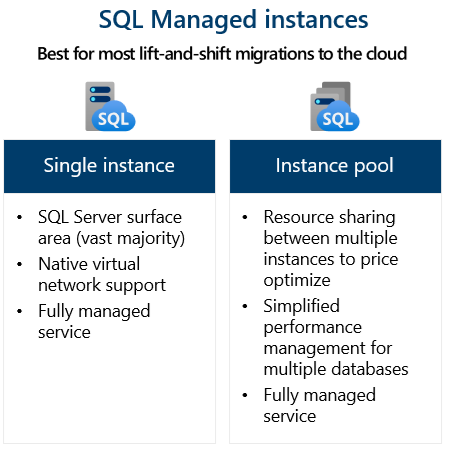 SQL Managed instances
Best for most lift-and-shift migrations to the cloud
SQL
SQL
Single instance
Instance pool
• SQL Server surface
area (vast majority)
• Native virtual
network support
• Fully managed
service
• Resource sharing
between multiple
instances to price
optimize
• Simplified
performance
management for
multiple databases
• Fully managed
service